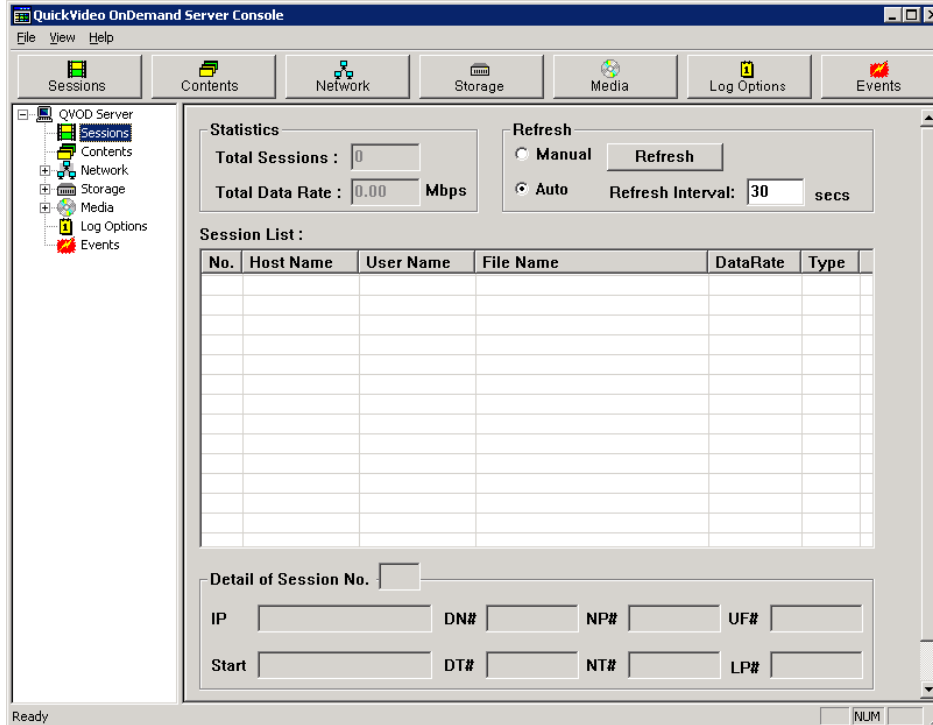 QuickVideo OnDemand Server Console
File View Help
Sessions Contents Network Storage Media Log Options Events
QVOD Server
Sessions
Contents
Network
Storage
Media
Log Options
Events
Statistics
Total Sessions : 0
Total Data Rate : 0.00 Mbps
Refresh
Manual Refresh
Auto Refresh Interval: 30 secs
Session List :
No. Host Name User Name File Name DataRate Type
Detail of Session No.
IP DN# NP# UF#
Start DT# NT# LP#
Ready NUM